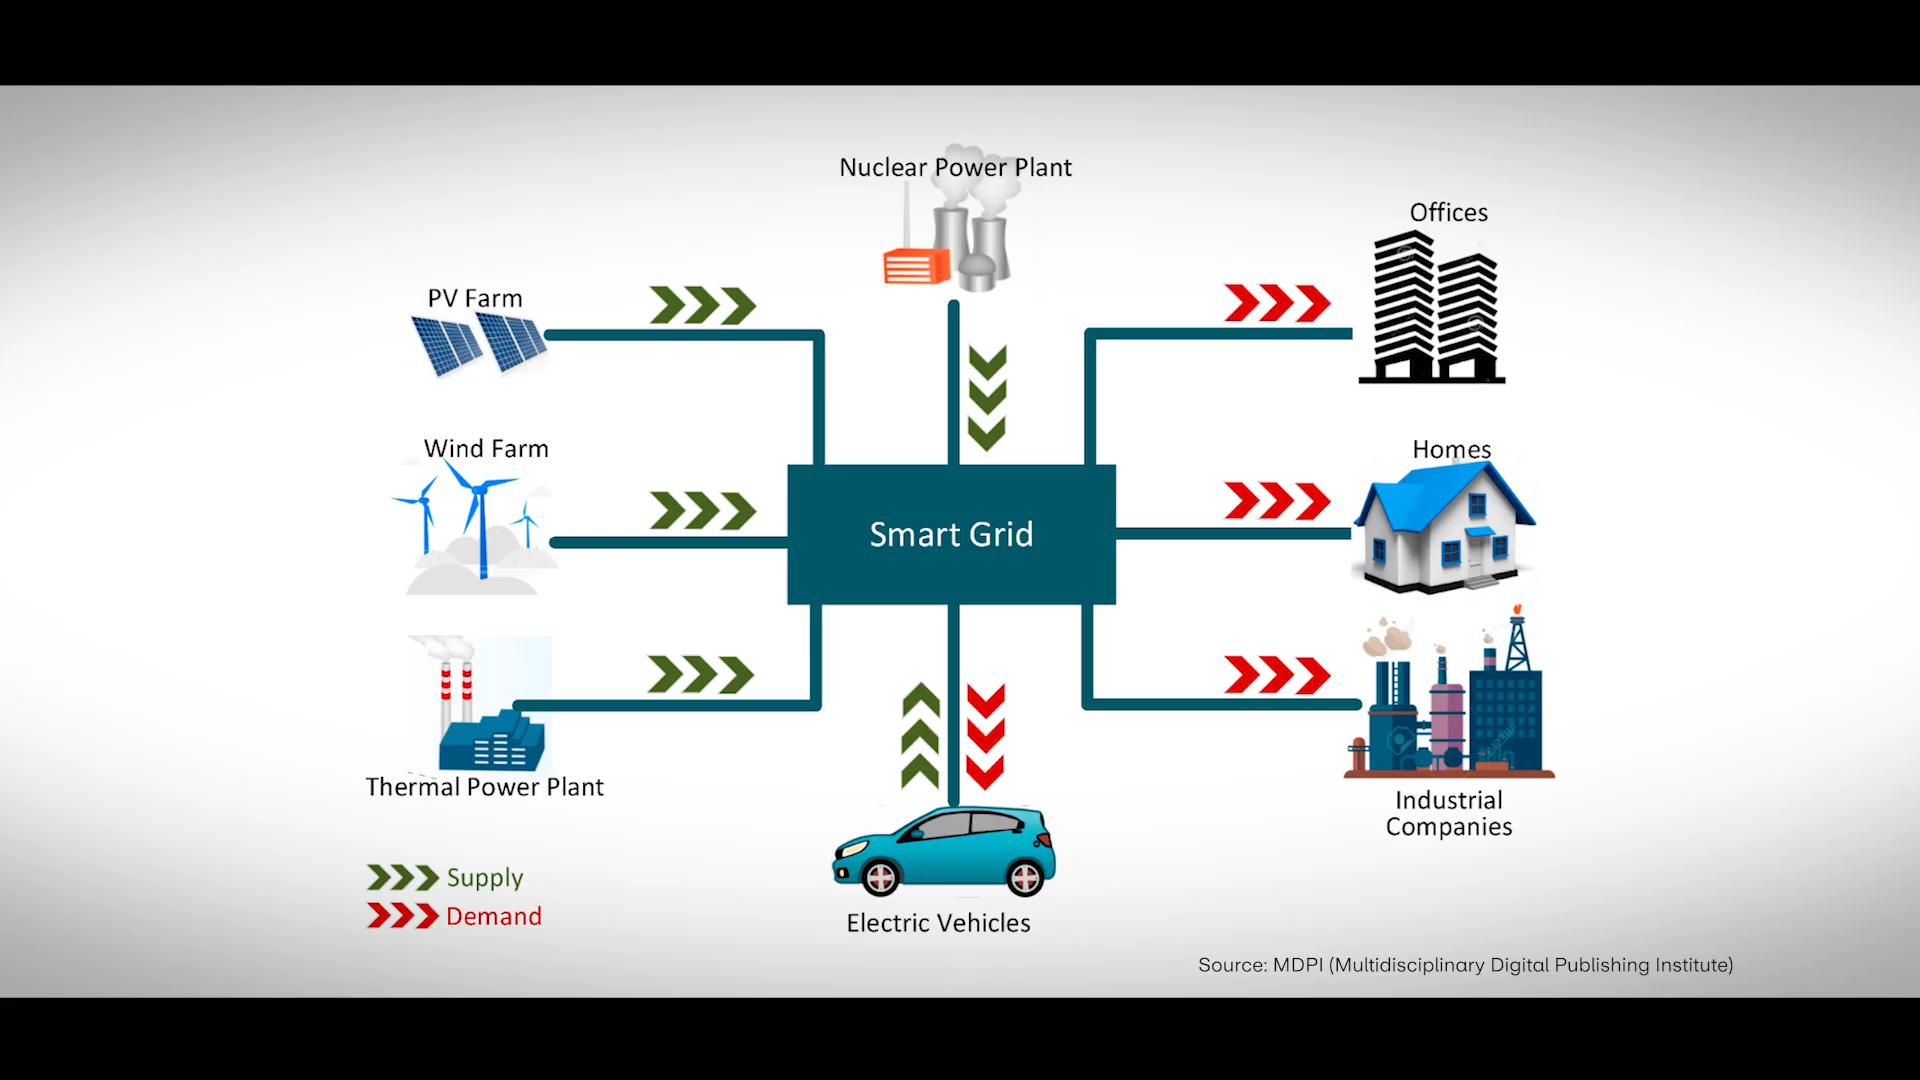 Nuclear Power Plant
Offices
PV Farm
Wind Farm
Homes
Smart Grid
Thermal Power Plant
Industrial
Companies
Supply
Demand
Electric Vehicles
Source: MDPI (Multidisciplinary Digital Publishing Institute)